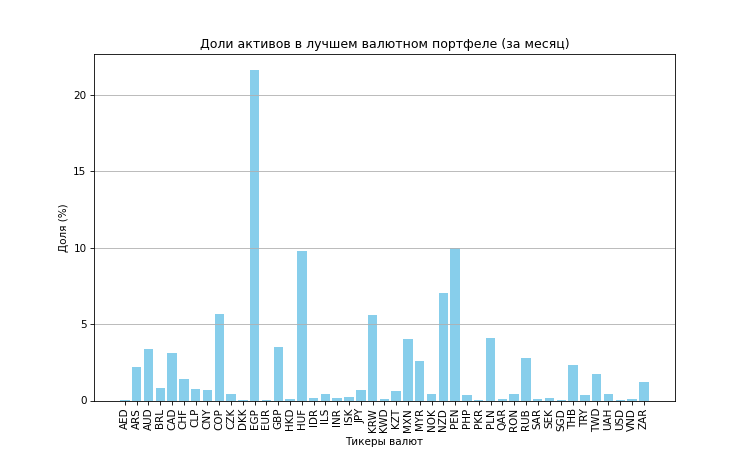 Доли активов в лучшем валютном портфеле (за месяц)
Доля (%)
20
15
10
5
0
AED ARS AUD BRL CAD CHF CLP CNY COP CZK DKK EGP EUR GBP HKD HUF IDR ILS INR ISK JPY KRW KWD KZT MXN MYR NOK NZD PEN PHP PKR PLN QAR RON RUB SAR SEK SGD THB TRY TWD UAH USD VND ZAR
Тикеры валют